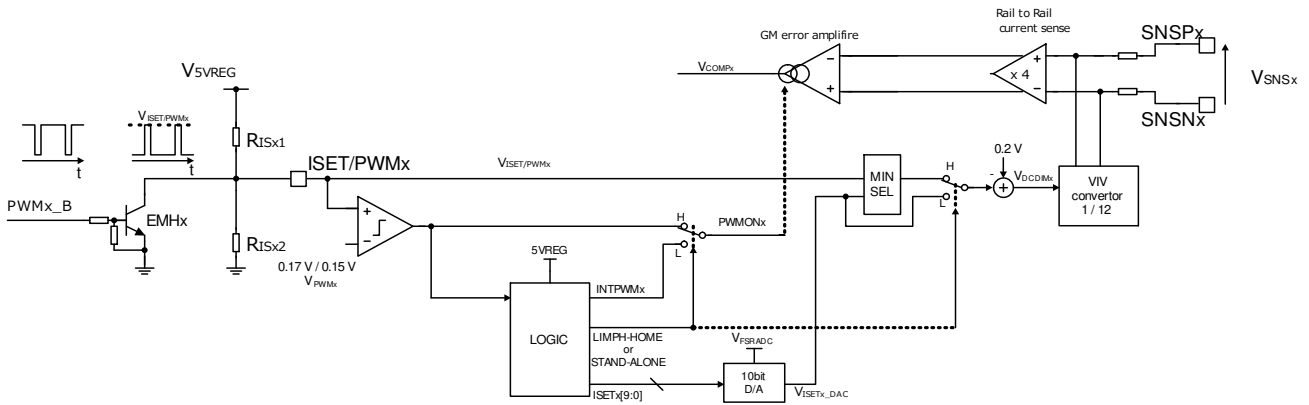 Rail to Rail
current sense
GM error amplifire
SNSPx
VCOMPx
−
+
+
−
x 4
VSNSx
V5VREG
SNSNx
VISET/PWMx
RISx1
t
t
ISET/PWMx
VISET/PWMx
MIN
SEL
H
L
0.2 V
-
+
VDCDIMx
VIV
convertor
1 / 12
PWMx_B
EMHx
+
−
H
L
PWMONx
RISx2
0.17 V / 0.15 V
VPWMx
5VREG
INTPWMx
LOGIC
LIMPH-HOME
or
STAND-ALONE
VFSRADC
10bit
D/A
ISETx[9:0]
VISETx_DAC